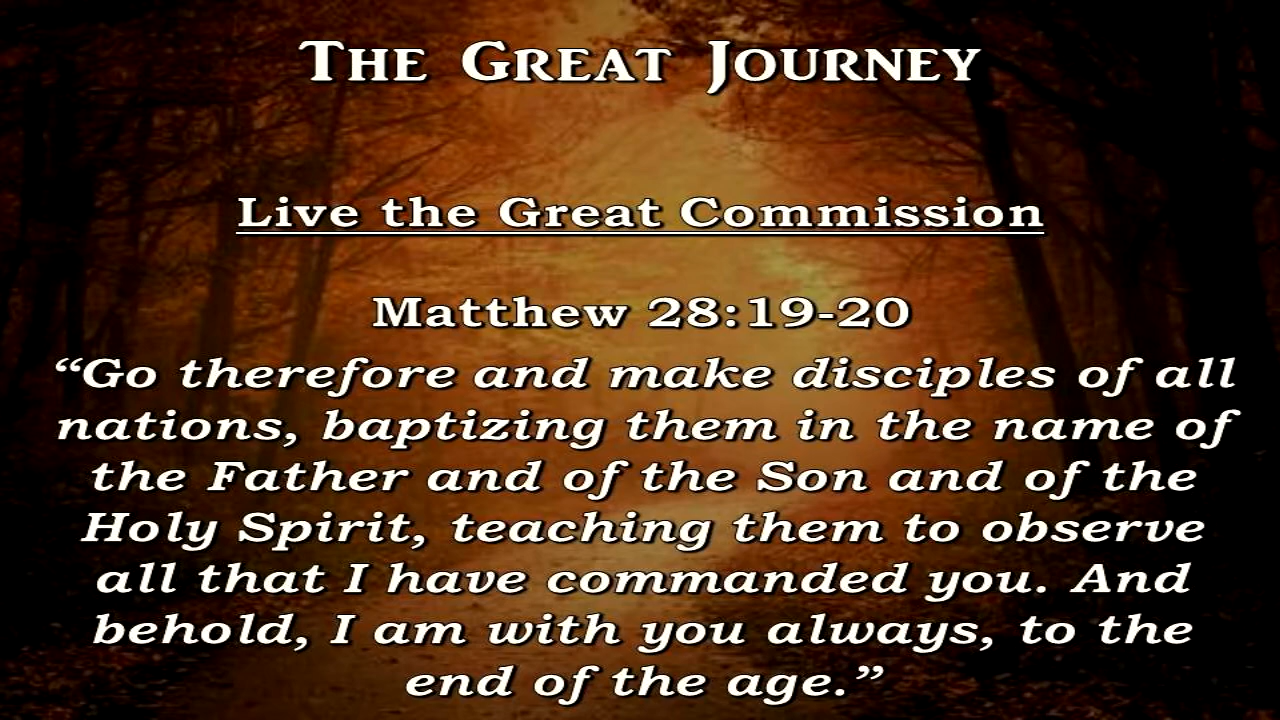 The Great Journey
Live the Great Commission
Matthew 28:19-20
“Go therefore and make disciples of all
nations, baptizing them in the name of
the Father and of the Son and of the
Holy Spirit, teaching them to observe
all that I have commanded you. And
behold, I am with you always, to the
end of the age.”